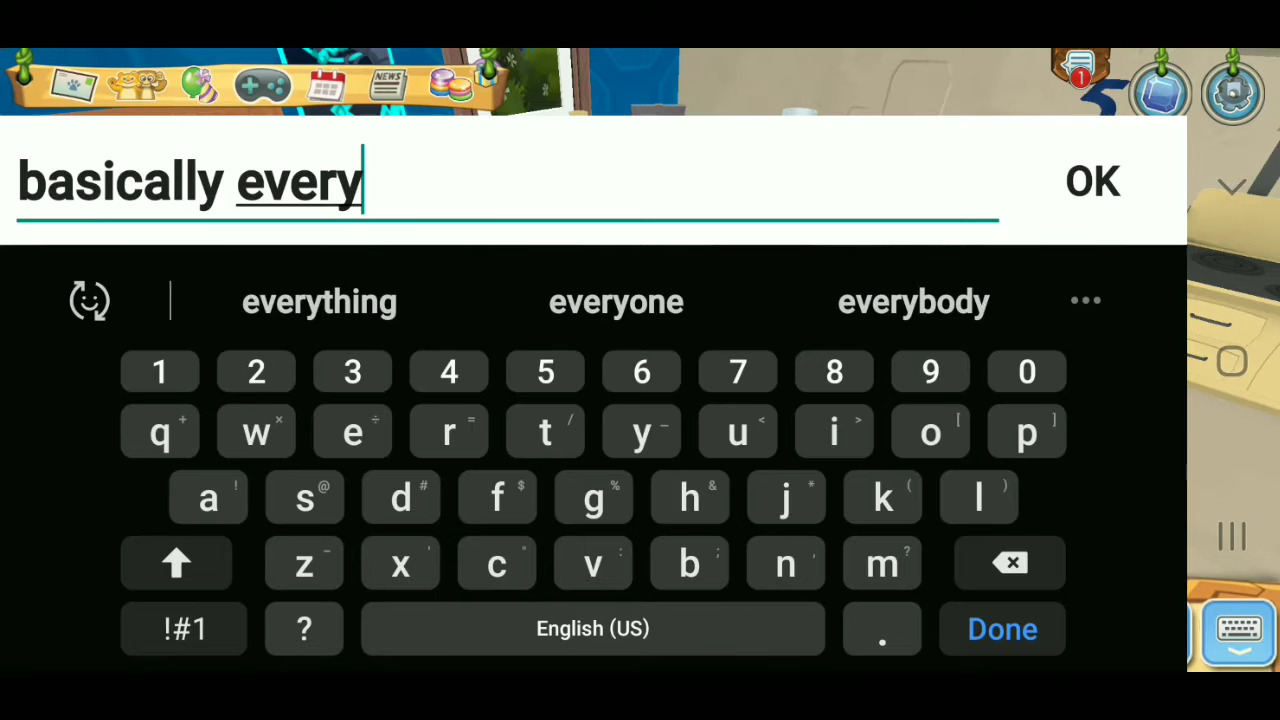 NEWS
1
basically every
OK
everything everyone everybody
1 2 3 4 5 6 7 8 9 0
q + w × e ÷ r = t / y _ u < i > o [ p ]
a ! s @ d # f $ g % h & j * k ( l )
z - x ' c " v : b ; n , m ?
!#1 ? English (US) . Done